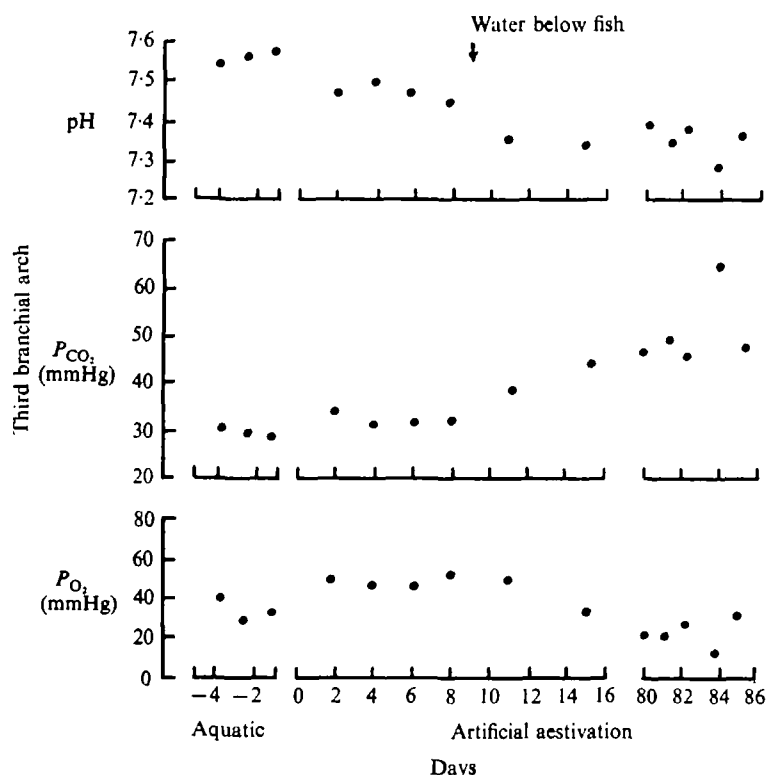 Water below fish
7·6
7·5
pH
7·4
7·3
7·2
Third branchial arch
70
60
50
PCO2
(mmHg)
40
30
20
80
60
PO2
(mmHg)
40
20
0
−4 −2 0 2 4 6 8 10 12 14 16 80 82 84 86
Aquatic Artificial aestivation
Days